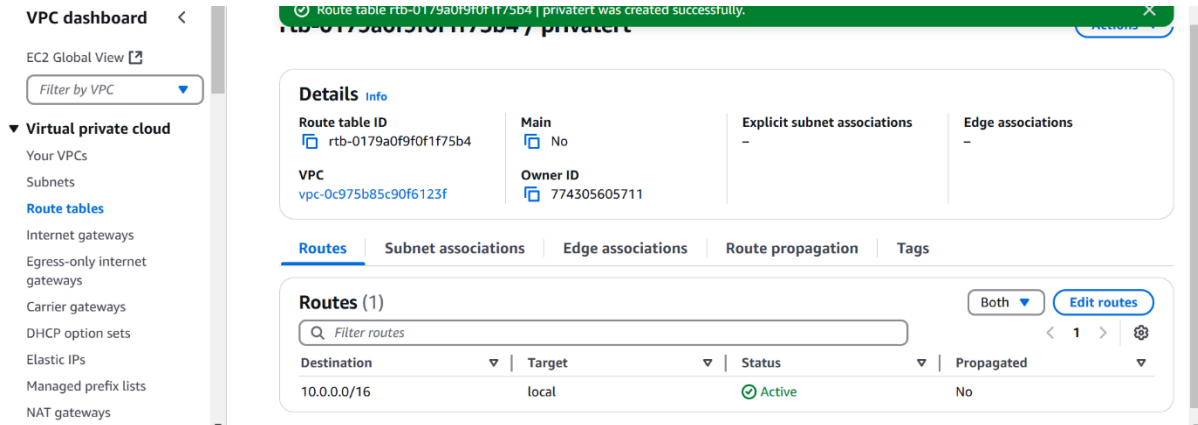 VPC dashboard
EC2 Global View
Filter by VPC
Virtual private cloud
Your VPCs
Subnets
Route tables
Internet gateways
Egress-only internet
gateways
Carrier gateways
DHCP option sets
Elastic IPs
Managed prefix lists
NAT gateways
Route table rtb-0179a0f9f0f1f75b4 | privatert was created successfully.
rtb-0179a0f9f0f1f75b4 / privatert
Actions
Details Info
Route table ID
rtb-0179a0f9f0f1f75b4
Main
No
Explicit subnet associations
–
Edge associations
–
VPC
vpc-0c975b85c90f6123f
Owner ID
774305605711
Routes Subnet associations Edge associations Route propagation Tags
Routes (1)
Both
Edit routes
Filter routes
1
Destination Target Status Propagated
10.0.0.0/16 local Active No